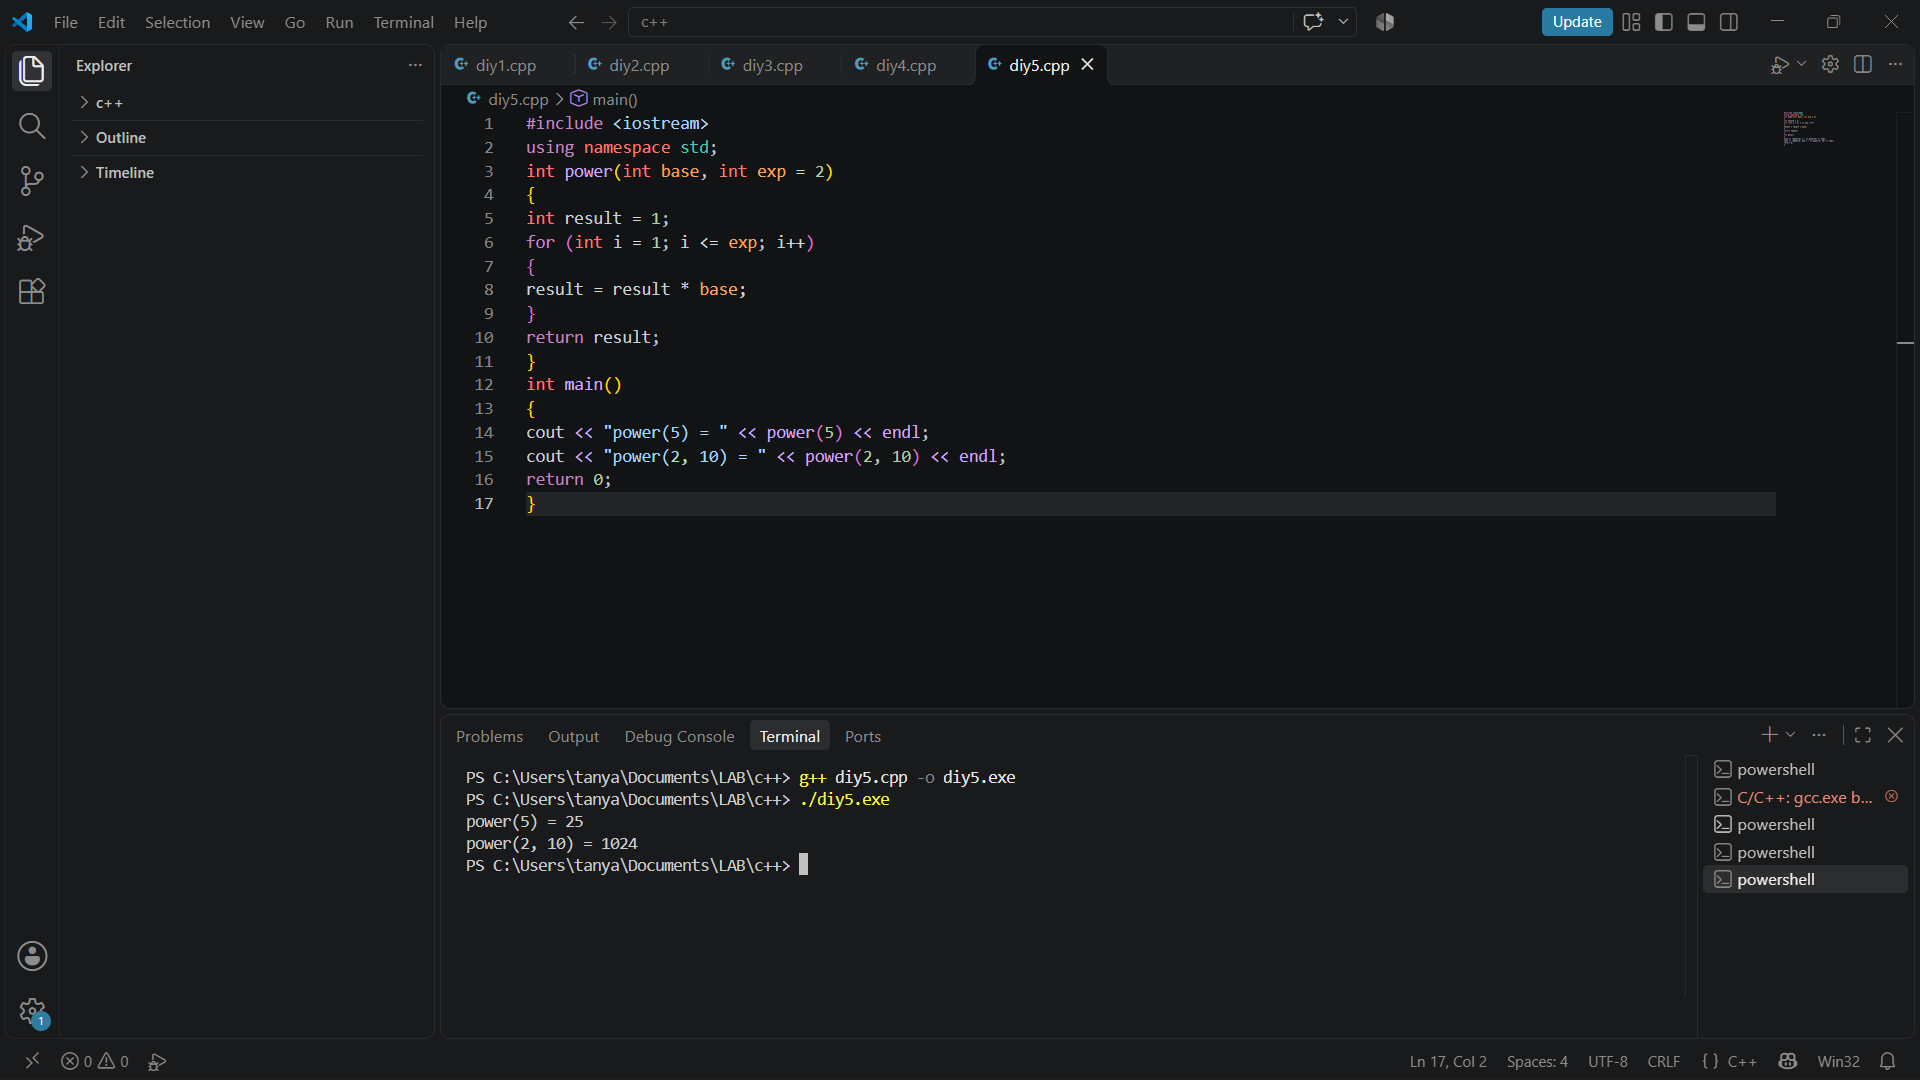 File Edit Selection View Go Run Terminal Help
c++
Update
Explorer
c++
Outline
Timeline
diy1.cpp diy2.cpp diy3.cpp diy4.cpp diy5.cpp
diy5.cpp > main()
1 #include <iostream>
2 using namespace std;
3 int power(int base, int exp = 2)
4 {
5 int result = 1;
6 for (int i = 1; i <= exp; i++)
7 {
8 result = result * base;
9 }
10 return result;
11 }
12 int main()
13 {
14 cout << "power(5) = " << power(5) << endl;
15 cout << "power(2, 10) = " << power(2, 10) << endl;
16 return 0;
17 }
Problems Output Debug Console Terminal Ports
PS C:\Users\tanya\Documents\LAB\c++> g++ diy5.cpp -o diy5.exe
PS C:\Users\tanya\Documents\LAB\c++> ./diy5.exe
power(5) = 25
power(2, 10) = 1024
PS C:\Users\tanya\Documents\LAB\c++>
powershell
C/C++: gcc.exe b...
powershell
powershell
powershell
1
0 0
Ln 17, Col 2 Spaces: 4 UTF-8 CRLF { } C++ Win32